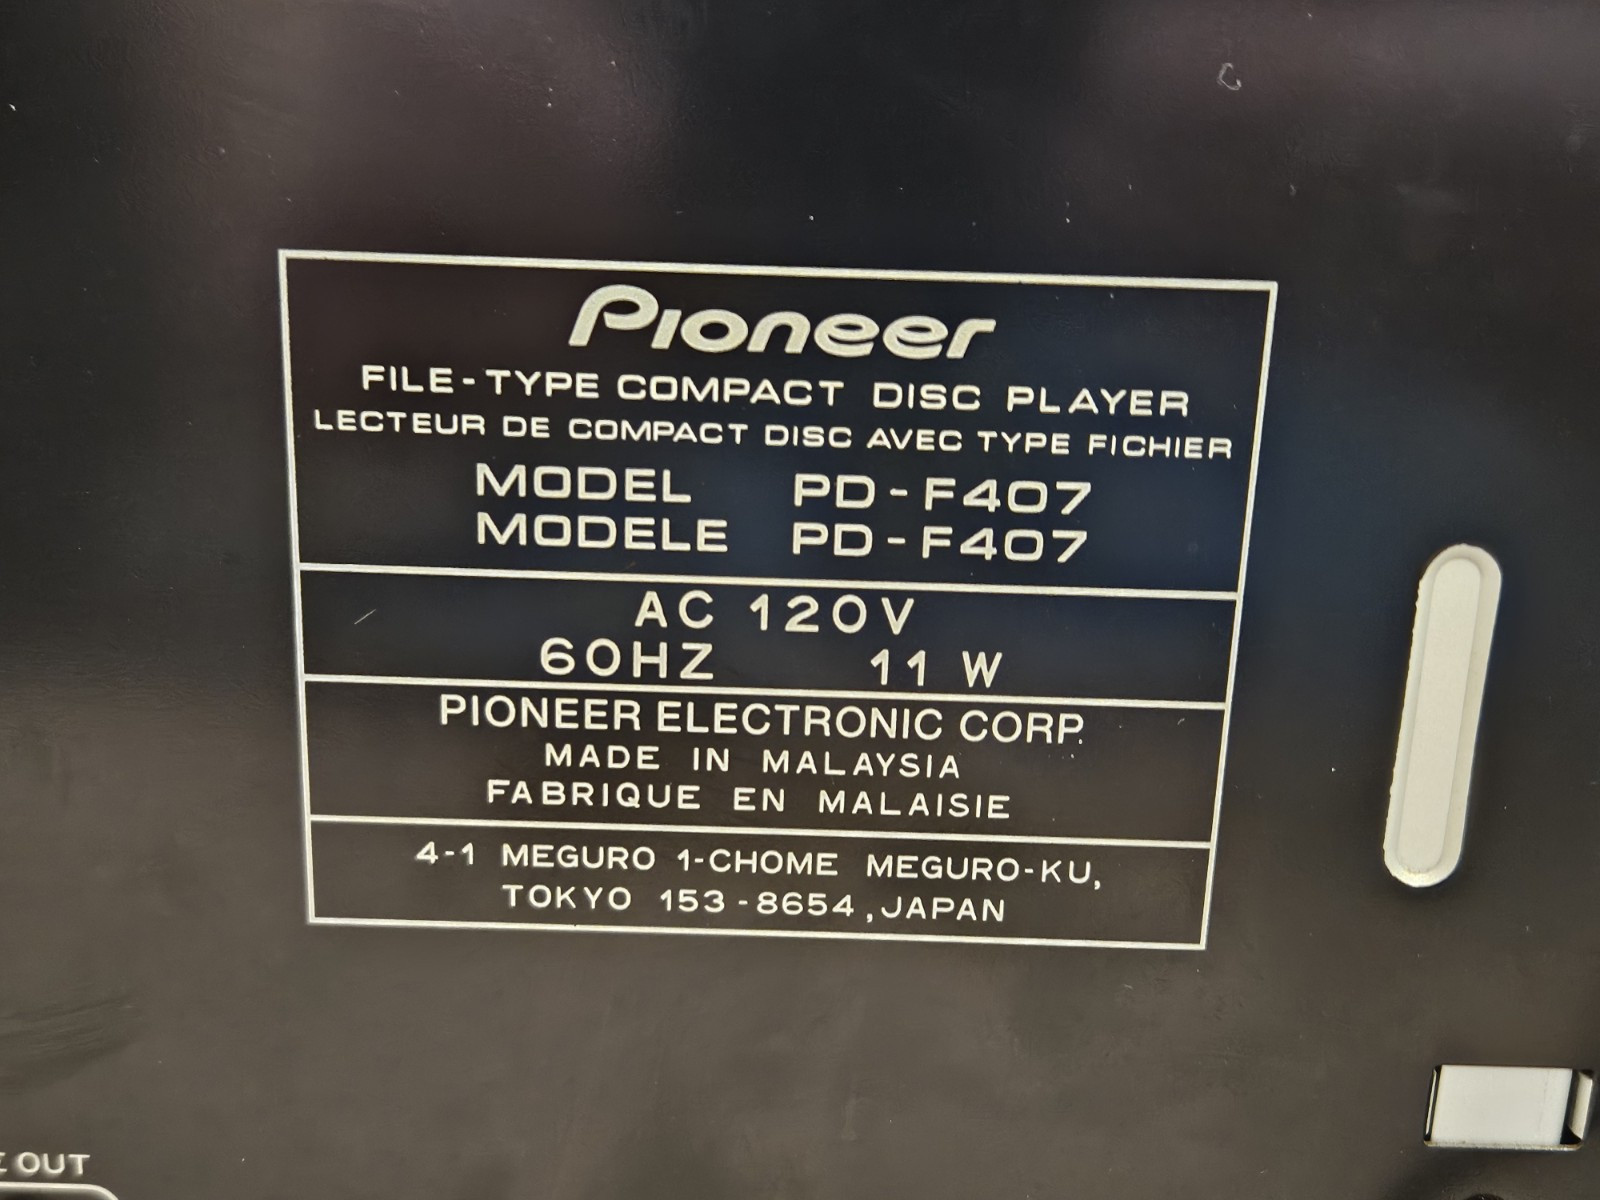 Pioneer
FILE-TYPE COMPACT DISC PLAYER
LECTEUR DE COMPACT DISC AVEC TYPE FICHIER
MODEL PD-F407
MODELE PD-F407
AC 120V
60HZ 11 W
PIONEER ELECTRONIC CORP.
MADE IN MALAYSIA
FABRIQUE EN MALAISIE
4-1 MEGURO 1-CHOME MEGURO-KU,
TOKYO 153-8654, JAPAN
OUT